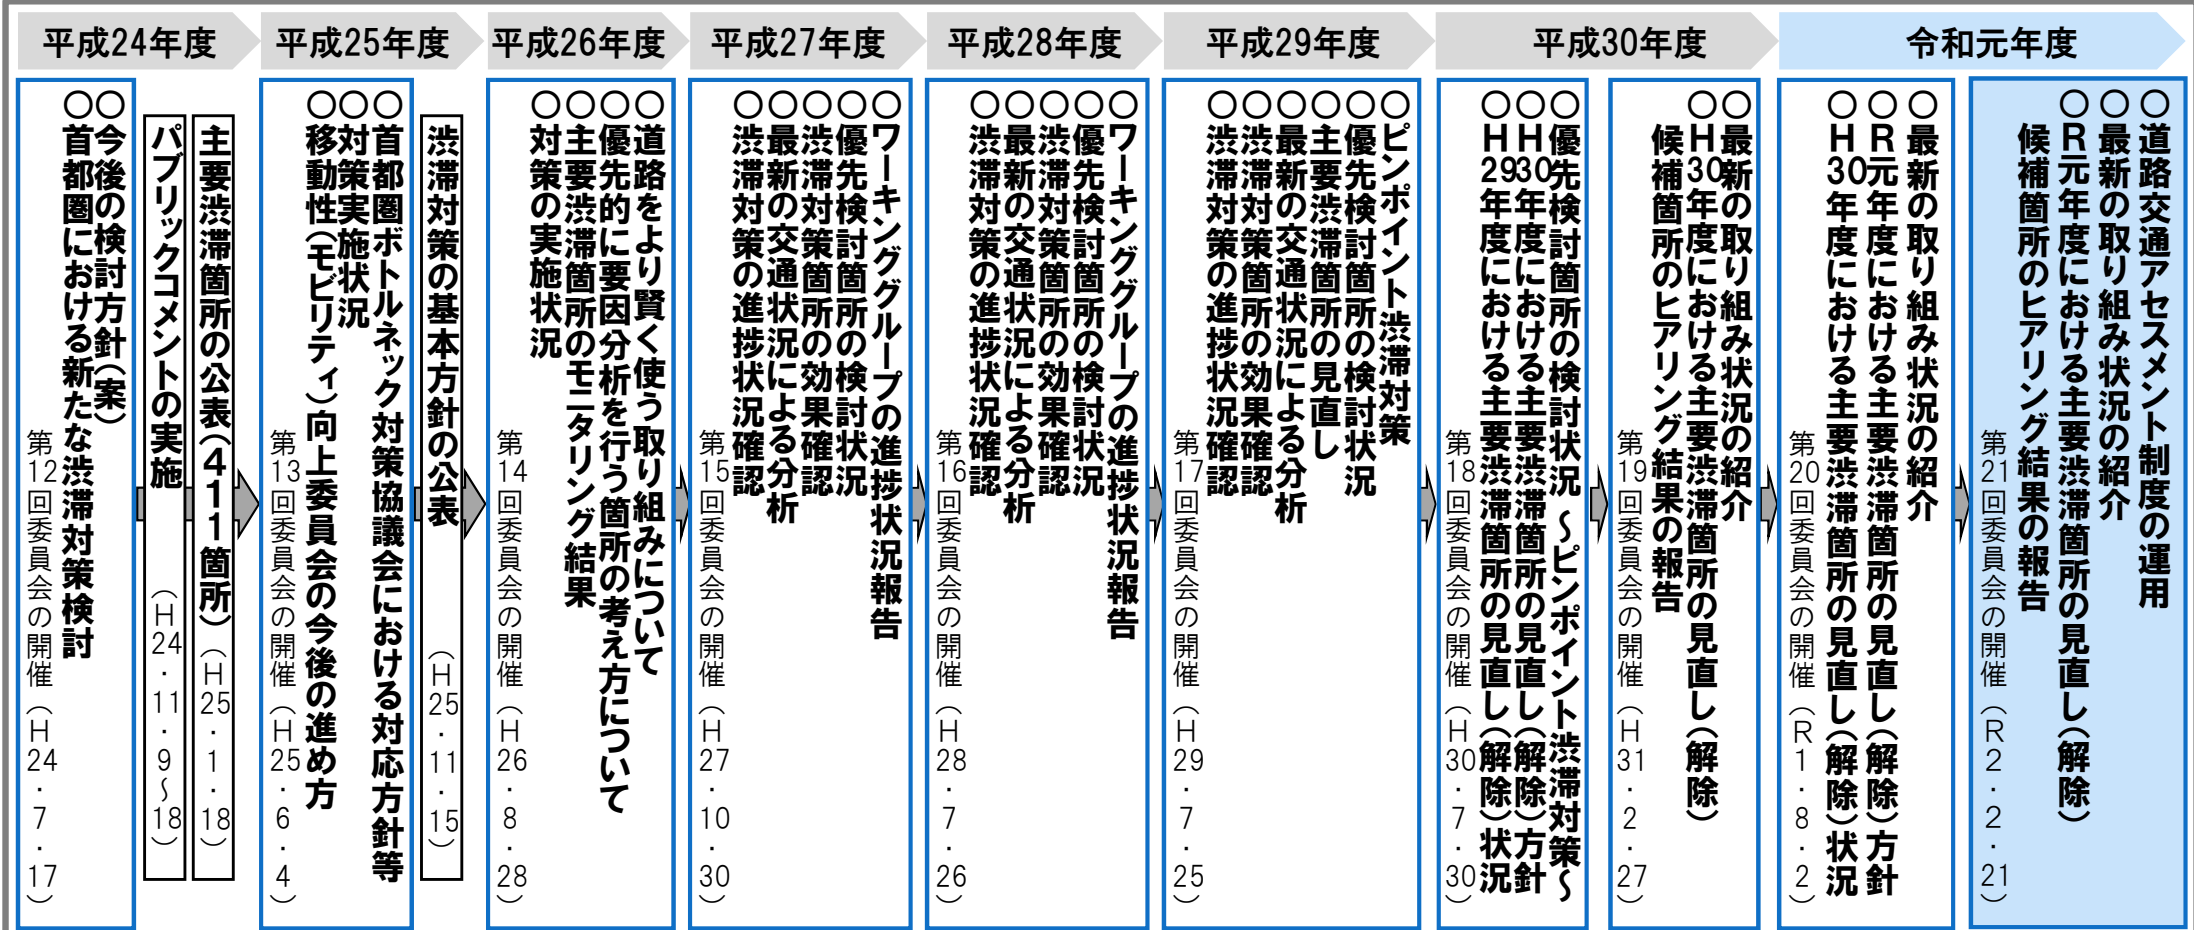 平成24年度
平成25年度
平成26年度
平成27年度
平成28年度
平成29年度
平成30年度
令和元年度
第12回委員会の開催（H24．7．17）
○首都圏における新たな渋滞対策検討
○今後の検討方針（案）
パブリックコメントの実施（H24．11．9～18）
主要渋滞箇所の公表（411箇所）（H25．1．18）
第13回委員会の開催（H25．6．4）
○移動性（モビリティ）向上委員会の今後の進め方
○対策実施状況
○首都圏ボトルネック対策協議会における対応方針等
渋滞対策の基本方針の公表（H25．11．15）
第14回委員会の開催（H26．8．28）
○対策の実施状況
○主要渋滞箇所のモニタリング結果
○優先的に要因分析を行う箇所の考え方について
○道路をより賢く使う取り組みについて
第15回委員会の開催（H27．10．30）
○渋滞対策の進捗状況確認
○最新の交通状況による分析
○渋滞対策箇所の効果確認
○優先検討箇所の検討状況
○ワーキンググループの進捗状況報告
第16回委員会の開催（H28．7．26）
○渋滞対策の進捗状況確認
○最新の交通状況による分析
○渋滞対策箇所の効果確認
○優先検討箇所の検討状況
○ワーキンググループの進捗状況報告
第17回委員会の開催（H29．7．25）
○渋滞対策の進捗状況確認
○渋滞対策箇所の効果確認
○最新の交通状況による分析
○主要渋滞箇所の見直し
○優先検討箇所の検討状況
○ピンポイント渋滞対策
第18回委員会の開催（H30．7．30）
○H29年度における主要渋滞箇所の見直し（解除）状況
○H30年度における主要渋滞箇所の見直し（解除）方針
○優先検討箇所の検討状況 ～ピンポイント渋滞対策～
第19回委員会の開催（H31．2．27）
○H30年度における主要渋滞箇所の見直し（解除）
候補箇所のヒアリング結果の報告
○最新の取り組み状況の紹介
第20回委員会の開催（R1．8．2）
○H30年度における主要渋滞箇所の見直し（解除）状況
○R元年度における主要渋滞箇所の見直し（解除）方針
○最新の取り組み状況の紹介
第21回委員会の開催（R2．2．21）
○R元年度における主要渋滞箇所の見直し（解除）
候補箇所のヒアリング結果の報告
○最新の取り組み状況の紹介
○道路交通アセスメント制度の運用